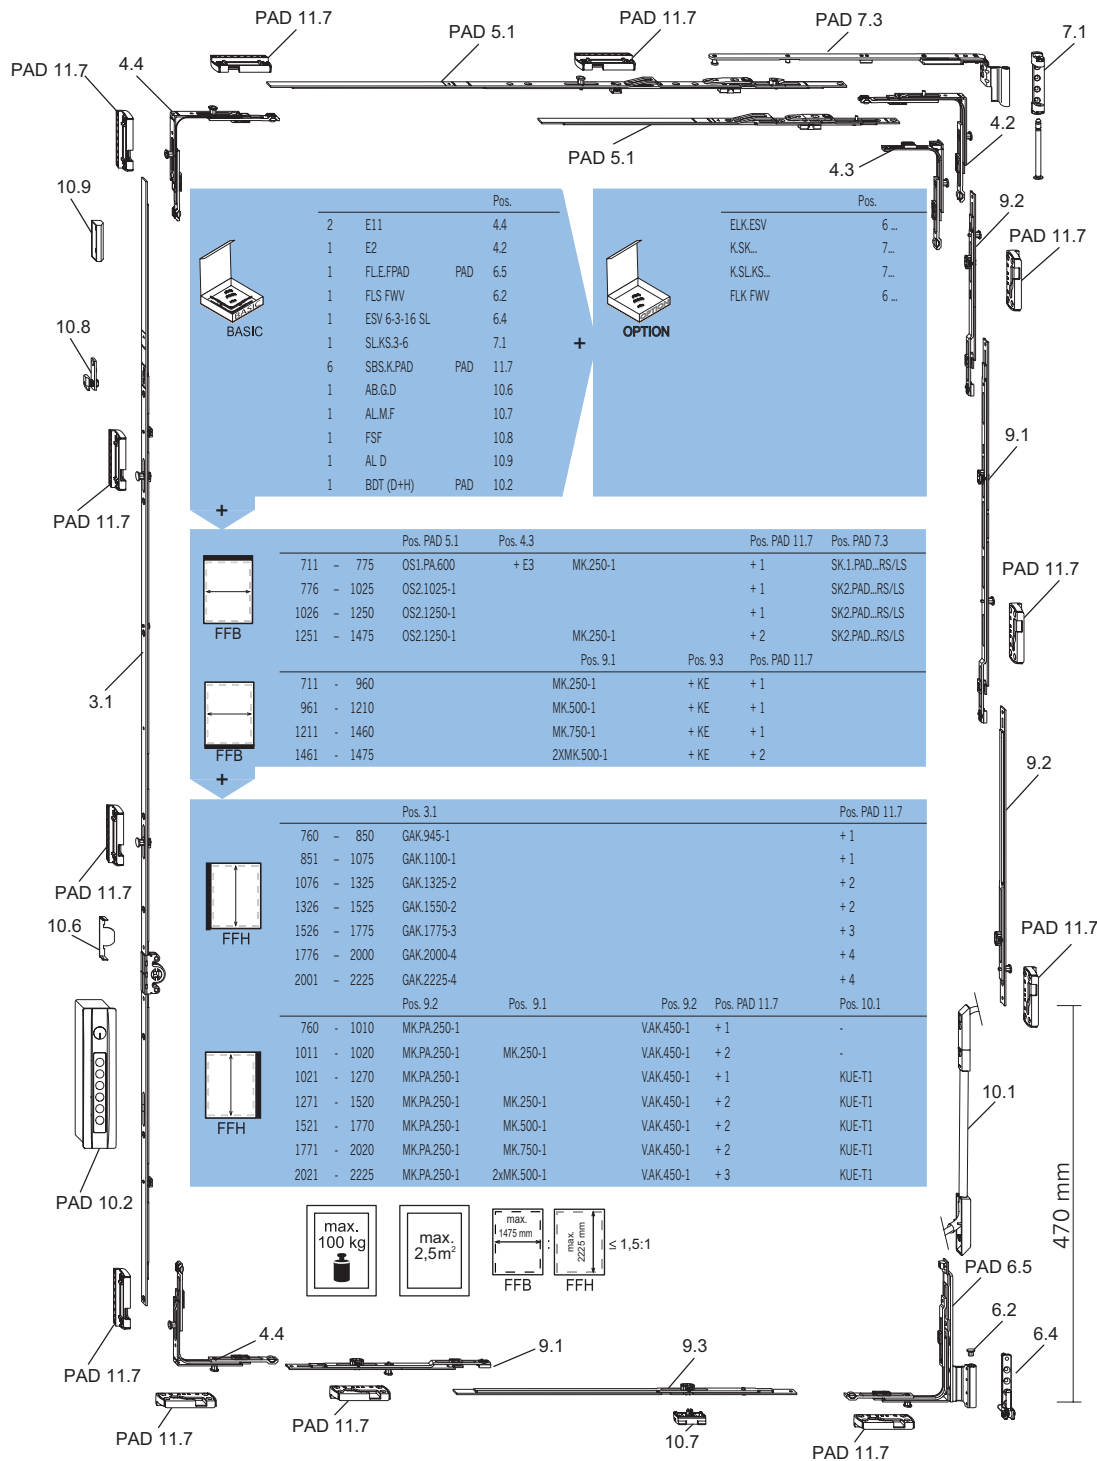 PAD 11.7
PAD 5.1
PAD 11.7
PAD 7.3
7.1
PAD 11.7
4.4
PAD 5.1
4.3
4.2
10.9
9.2
PAD 11.7
10.8
PAD 11.7
9.1
PAD 11.7
3.1
9.2
PAD 11.7
10.6
PAD 11.7
PAD 10.2
10.1
470 mm
BASIC
BASIC
Pos.
2 E11 4.4
1 E2 4.2
1 FL.E.FPAD PAD 6.5
1 FLS FWV 6.2
1 ESV 6-3-16 SL 6.4
1 SL.KS.3-6 7.1
6 SBS.K.PAD PAD 11.7
1 AB.G.D 10.6
1 AL.M.F 10.7
1 FSF 10.8
1 AL D 10.9
1 BDT (D+H) PAD 10.2
+
OPTION
OPTION
Pos.
ELK.ESV 6 ...
K.SK... 7...
K.SL.KS... 7...
FLK FWV 6 ...
+
FFB
Pos. PAD 5.1 Pos. 4.3 Pos. PAD 11.7 Pos. PAD 7.3
711 – 775 OS1.PA.600 + E3 MK.250-1 + 1 SK.1.PAD...RS/LS
776 – 1025 OS2.1025-1 + 1 SK2.PAD...RS/LS
1026 – 1250 OS2.1250-1 + 1 SK2.PAD...RS/LS
1251 – 1475 OS2.1250-1 MK.250-1 + 2 SK2.PAD...RS/LS
FFB
Pos. 9.1 Pos. 9.3 Pos. PAD 11.7
711 - 960 MK.250-1 + KE + 1
961 - 1210 MK.500-1 + KE + 1
1211 - 1460 MK.750-1 + KE + 1
1461 - 1475 2XMK.500-1 + KE + 2
+
FFH
Pos. 3.1 Pos. PAD 11.7
760 – 850 GAK.945-1 + 1
851 – 1075 GAK.1100-1 + 1
1076 – 1325 GAK.1325-2 + 2
1326 – 1525 GAK.1550-2 + 2
1526 – 1775 GAK.1775-3 + 3
1776 – 2000 GAK.2000-4 + 4
2001 – 2225 GAK.2225-4 + 4
FFH
Pos. 9.2 Pos. 9.1 Pos. 9.2 Pos. PAD 11.7 Pos. 10.1
760 - 1010 MK.PA.250-1 V.AK.450-1 + 1 -
1011 - 1020 MK.PA.250-1 MK.250-1 V.AK.450-1 + 2 -
1021 - 1270 MK.PA.250-1 V.AK.450-1 + 1 KUE-T1
1271 - 1520 MK.PA.250-1 MK.250-1 V.AK.450-1 + 2 KUE-T1
1521 - 1770 MK.PA.250-1 MK.500-1 V.AK.450-1 + 2 KUE-T1
1771 - 2020 MK.PA.250-1 MK.750-1 V.AK.450-1 + 2 KUE-T1
2021 - 2225 MK.PA.250-1 2xMK.500-1 V.AK.450-1 + 3 KUE-T1
max.
100 kg
max.
2,5m²
max.
1475 mm
FFB
:
max.
2225 mm
FFH
≤ 1,5:1
PAD 6.5
6.2
6.4
4.4
9.1
9.3
PAD 11.7
PAD 11.7
PAD 11.7
10.7
PAD 11.7